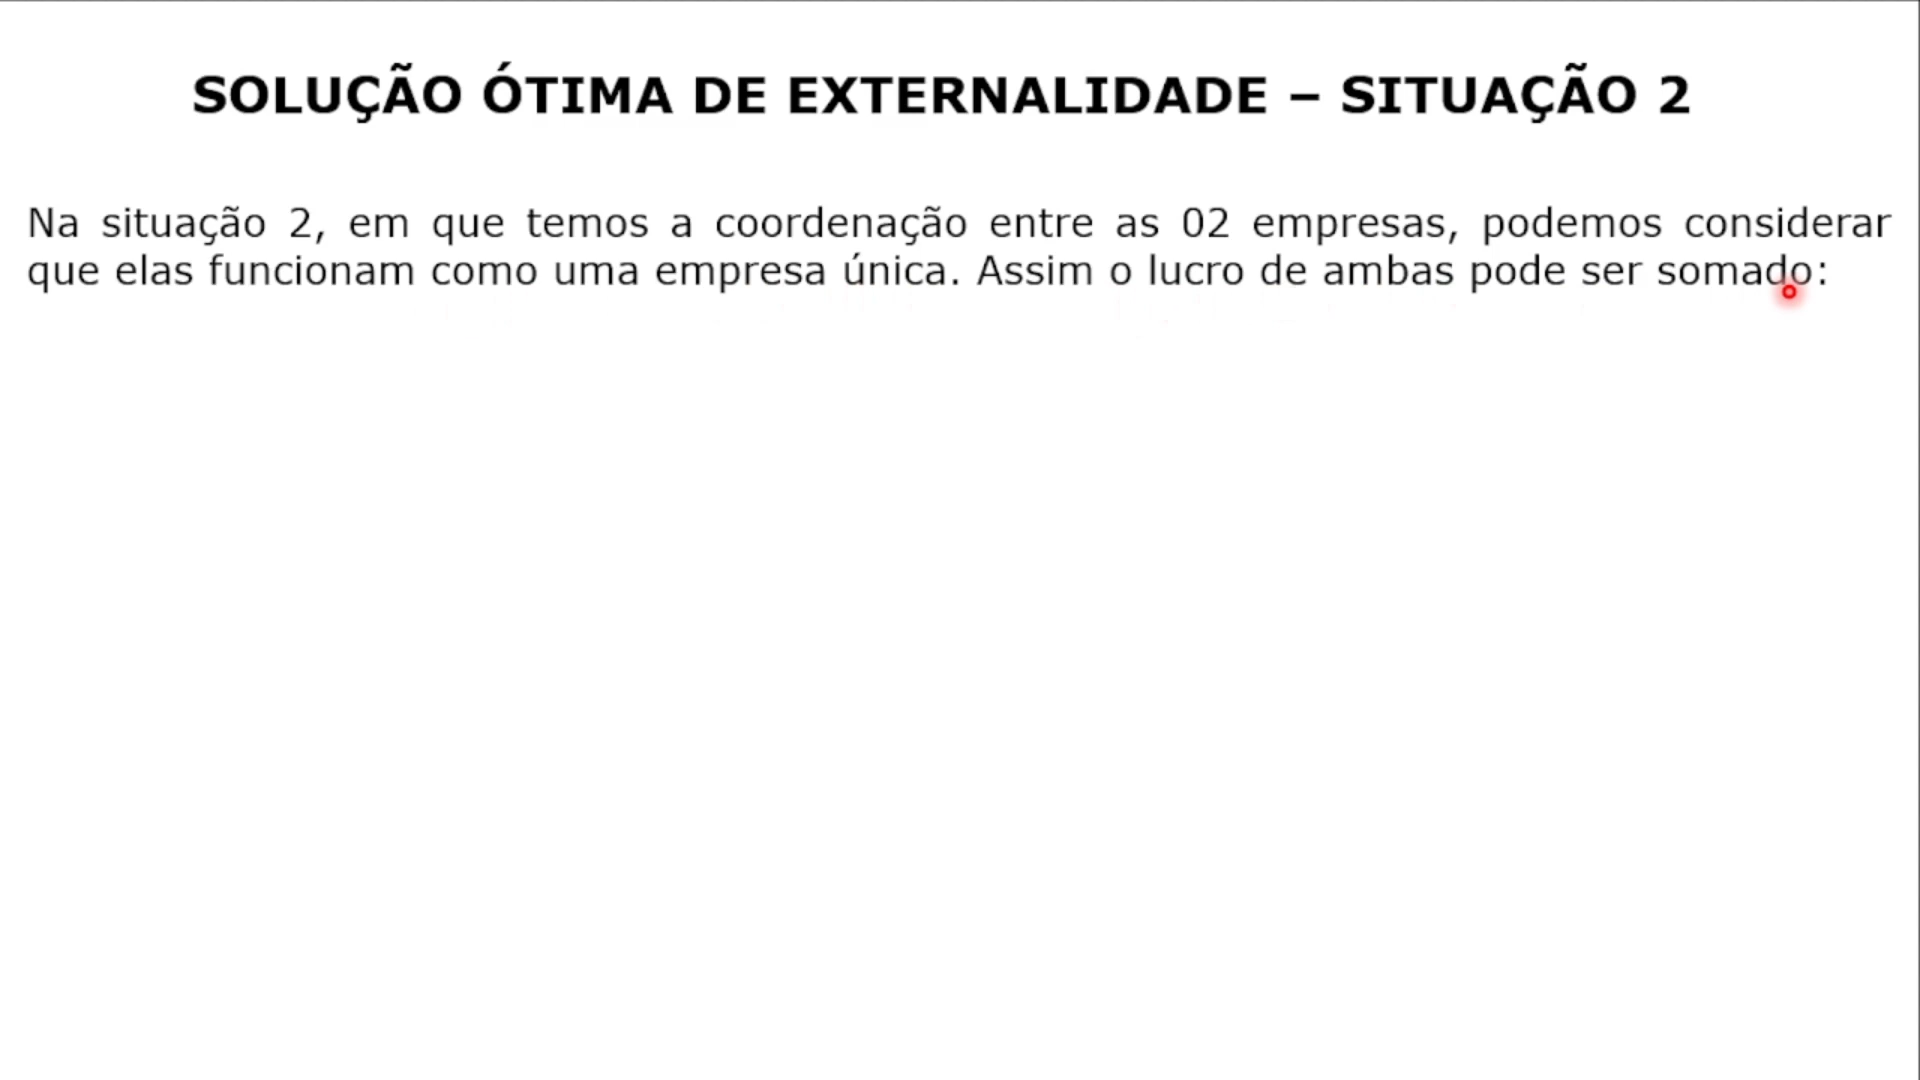 SOLUÇÃO ÓTIMA DE EXTERNALIDADE – SITUAÇÃO 2
Na situação 2, em que temos a coordenação entre as 02 empresas, podemos considerar
que elas funcionam como uma empresa única. Assim o lucro de ambas pode ser somado: